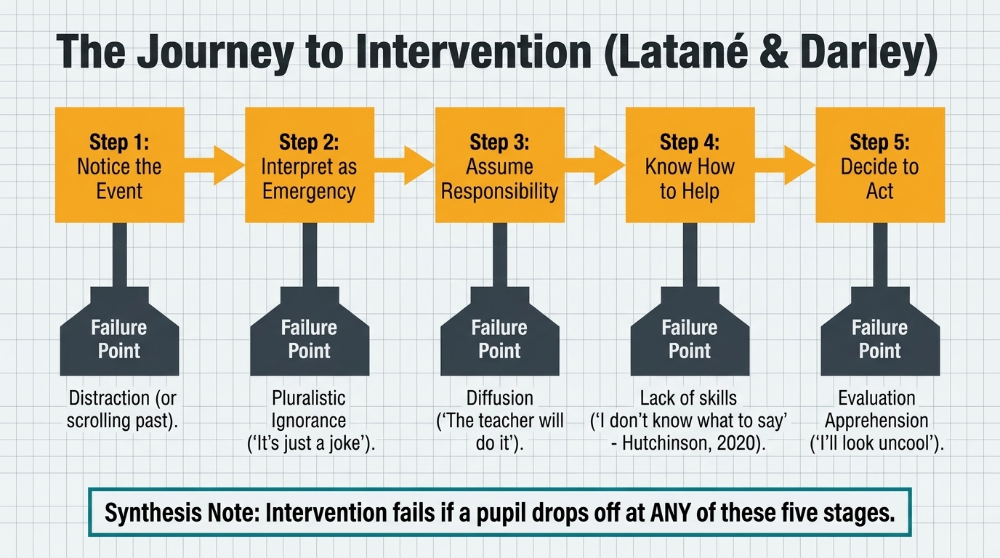 The Journey to Intervention (Latané & Darley)
Step 1:
Notice the
Event
Step 2:
Interpret as
Emergency
Step 3:
Assume
Responsibility
Step 4:
Know How
to Help
Step 5:
Decide to
Act
Failure
Point
Failure
Point
Failure
Point
Failure
Point
Failure
Point
Distraction (or
scrolling past).
Pluralistic
Ignorance
(‘It’s just a joke’).
Diffusion
(‘The teacher will
do it’).
Lack of skills
(‘I don’t know what to say’
- Hutchinson, 2020).
Evaluation
Apprehension
(‘I’ll look uncool’).
Synthesis Note: Intervention fails if a pupil drops off at ANY of these five stages.